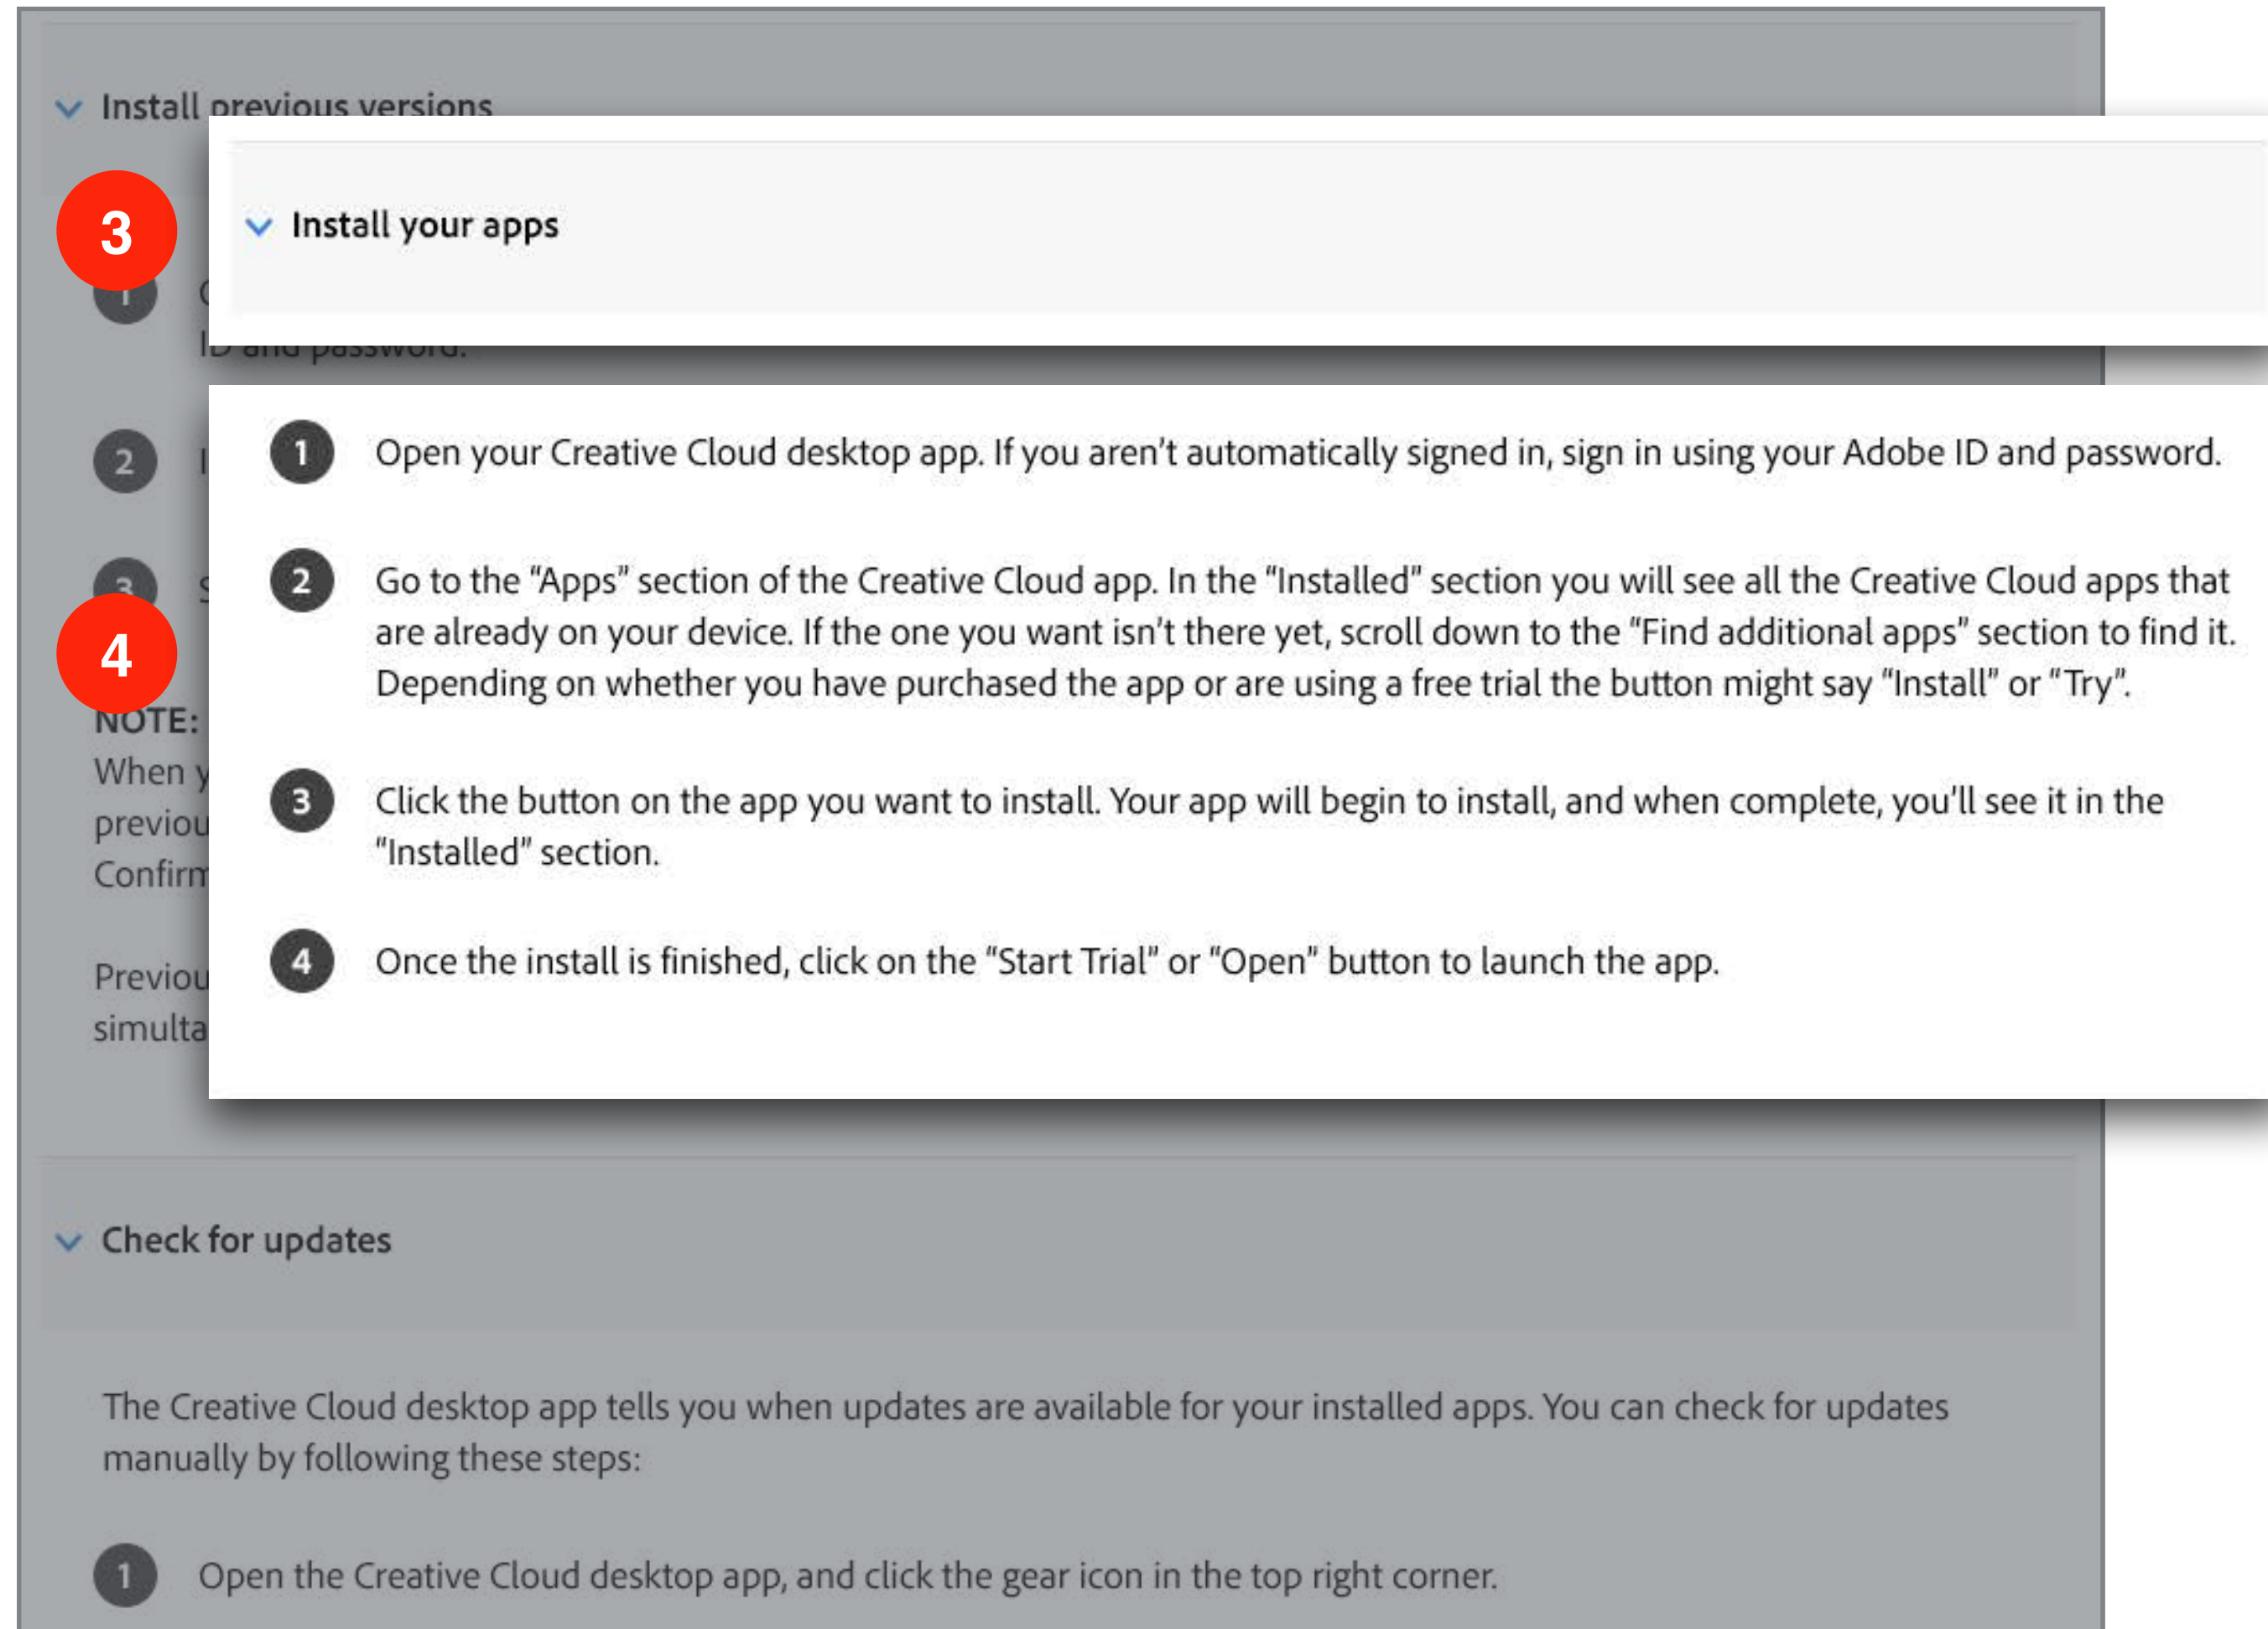 Install previous versions
3
Install your apps
1
ID and password.
1 Open your Creative Cloud desktop app. If you aren't automatically signed in, sign in using your Adobe ID and password.
2
2 Go to the “Apps” section of the Creative Cloud app. In the “Installed” section you will see all the Creative Cloud apps that
are already on your device. If the one you want isn't there yet, scroll down to the “Find additional apps” section to find it.
Depending on whether you have purchased the app or are using a free trial the button might say “Install” or “Try”.
3
4
NOTE:
When
3 Click the button on the app you want to install. Your app will begin to install, and when complete, you'll see it in the
“Installed” section.
4 Once the install is finished, click on the “Start Trial” or “Open” button to launch the app.
Check for updates
The Creative Cloud desktop app tells you when updates are available for your installed apps. You can check for updates
manually by following these steps:
1 Open the Creative Cloud desktop app, and click the gear icon in the top right corner.